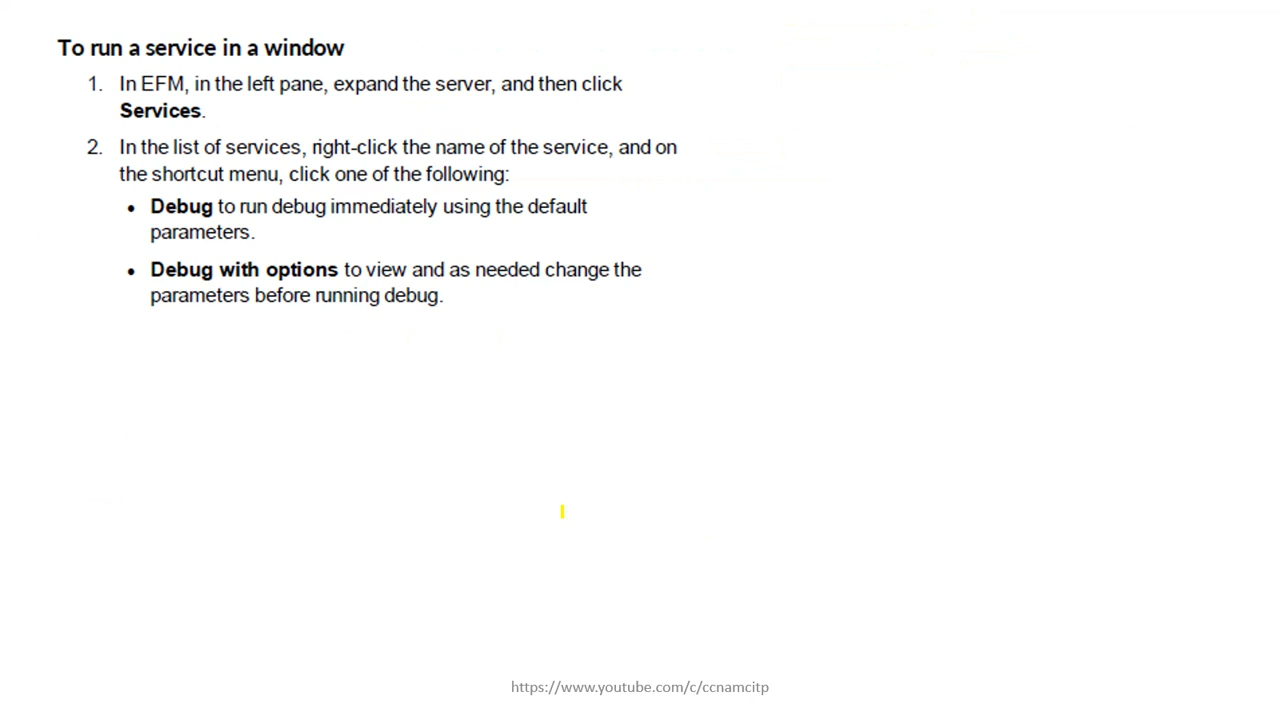 To run a service in a window
1. In EFM, in the left pane, expand the server, and then click
Services.
2. In the list of services, right-click the name of the service, and on
the shortcut menu, click one of the following:
• Debug to run debug immediately using the default
parameters.
• Debug with options to view and as needed change the
parameters before running debug.
https://www.youtube.com/c/ccnamcitp